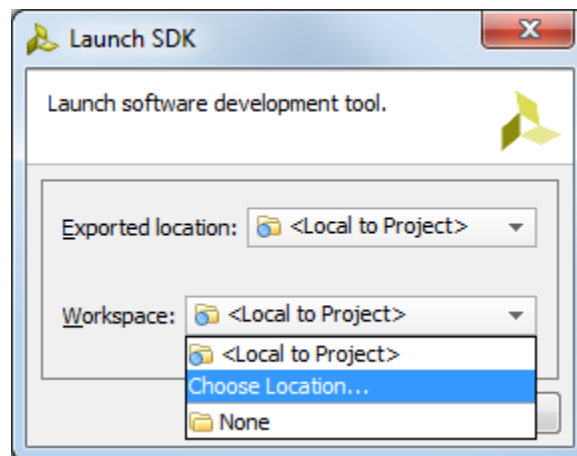 Launch SDK
Launch software development tool.
Exported location: <Local to Project>
Workspace: <Local to Project>
<Local to Project>
Choose Location...
None